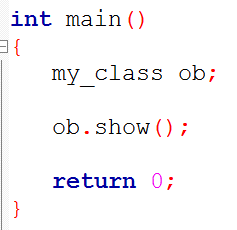 int main()
{
my_class ob;
ob.show();
return 0;
}